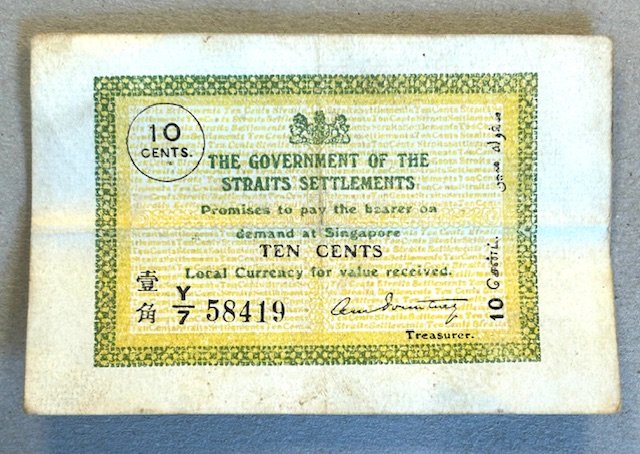 10
CENTS.
THE GOVERNMENT OF THE
STRAITS SETTLEMENTS
Promises to pay the bearer on
demand at Singapore
TEN CENTS
Local Currency for value received.
壹
角
Y/7 58419
Treasurer.
10